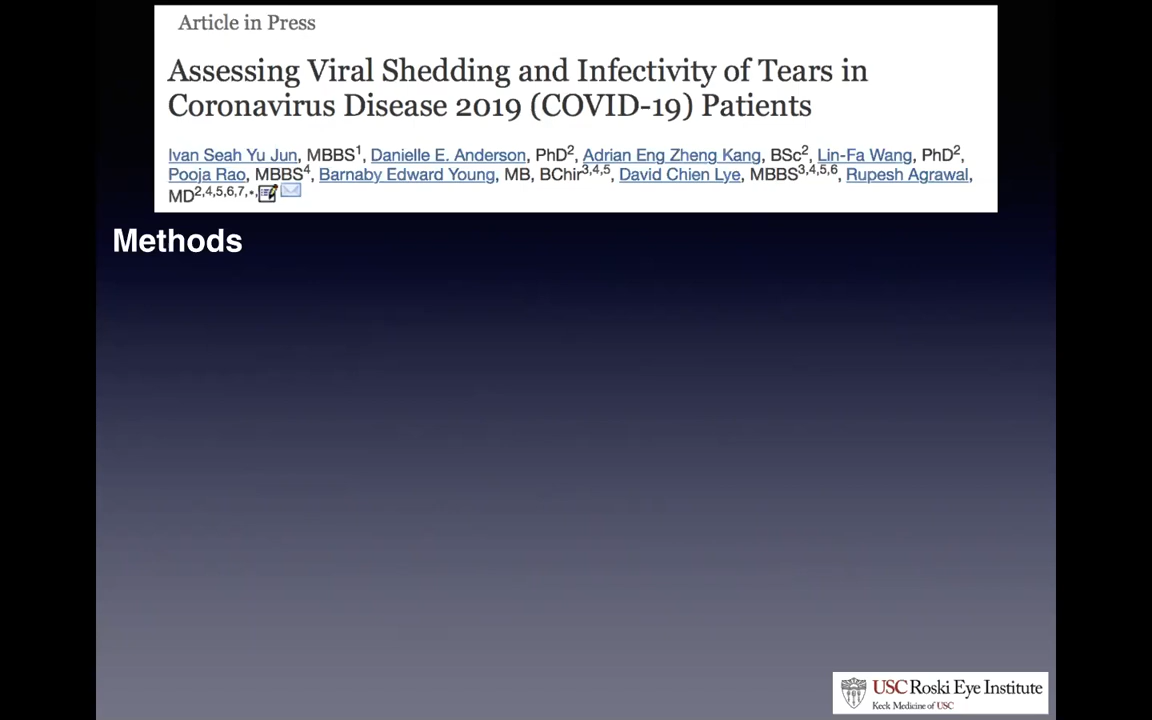 Article in Press
Assessing Viral Shedding and Infectivity of Tears in
Coronavirus Disease 2019 (COVID-19) Patients
Ivan Seah Yu Jun, MBBS1, Danielle E. Anderson, PhD2, Adrian Eng Zheng Kang, BSc2, Lin-Fa Wang, PhD2,
Pooja Rao, MBBS4, Barnaby Edward Young, MB, BChir3,4,5, David Chien Lye, MBBS3,4,5,6, Rupesh Agrawal,
MD2,4,5,6,7,*,
Methods
USC Roski Eye Institute
Keck Medicine of USC